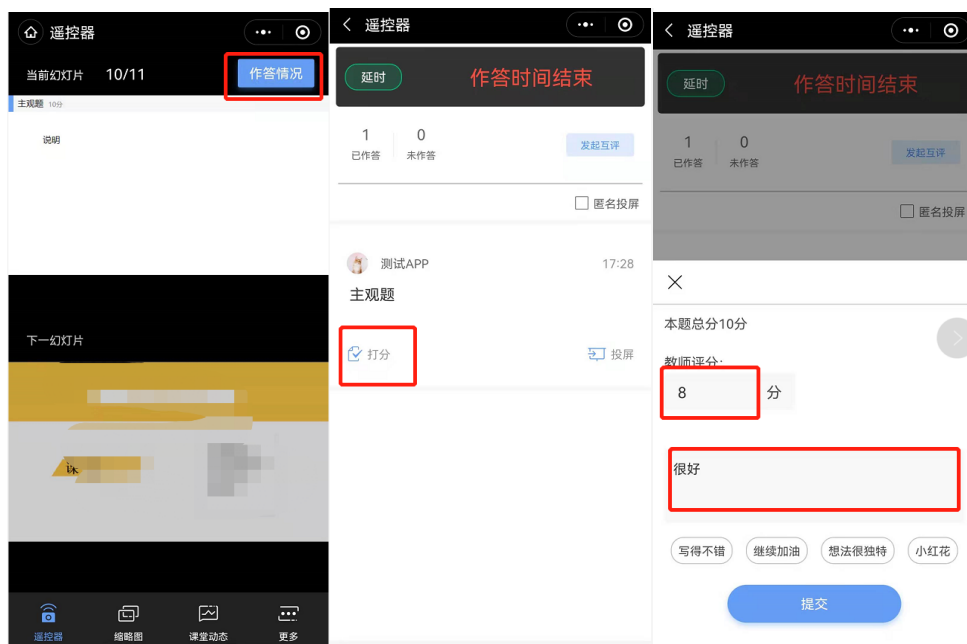 遥控器
当前幻灯片 10/11 作答情况
主观题 10分
说明
下一幻灯片
遥控器 缩略图 课堂动态 更多
遥控器
延时 作答时间结束
1 0
已作答 未作答 发起互评
匿名投屏
测试APP 17:28
主观题
打分 投屏
遥控器
延时 作答时间结束
1 0
已作答 未作答 发起互评
匿名投屏
本题总分10分
教师评分:
8 分
很好
写得不错 继续加油 想法很独特 小红花
提交